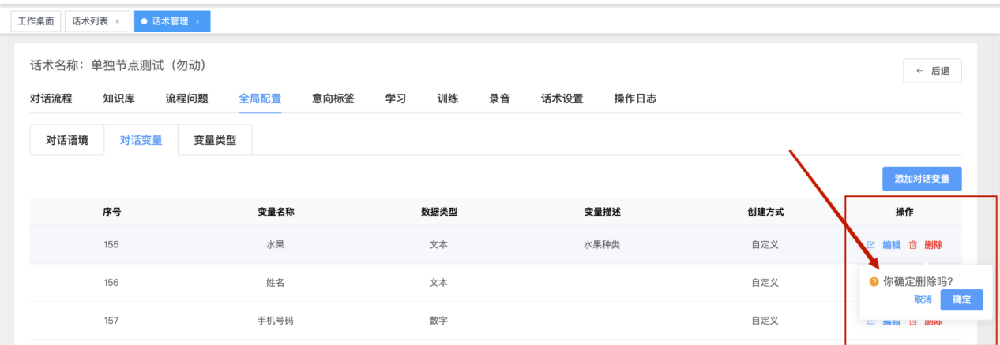 工作桌面 话术列表 × 话术管理 ×
话术名称：单独节点测试（勿动）
← 后退
对话流程 知识库 流程问题 全局配置 意向标签 学习 训练 录音 话术设置 操作日志
对话语境 对话变量 变量类型
添加对话变量
序号 变量名称 数据类型 变量描述 创建方式 操作
155 水果 文本 水果种类 自定义 编辑 删除
156 姓名 文本 自定义
你确定删除吗?
取消 确定
157 手机号码 数字 自定义 编辑 删除